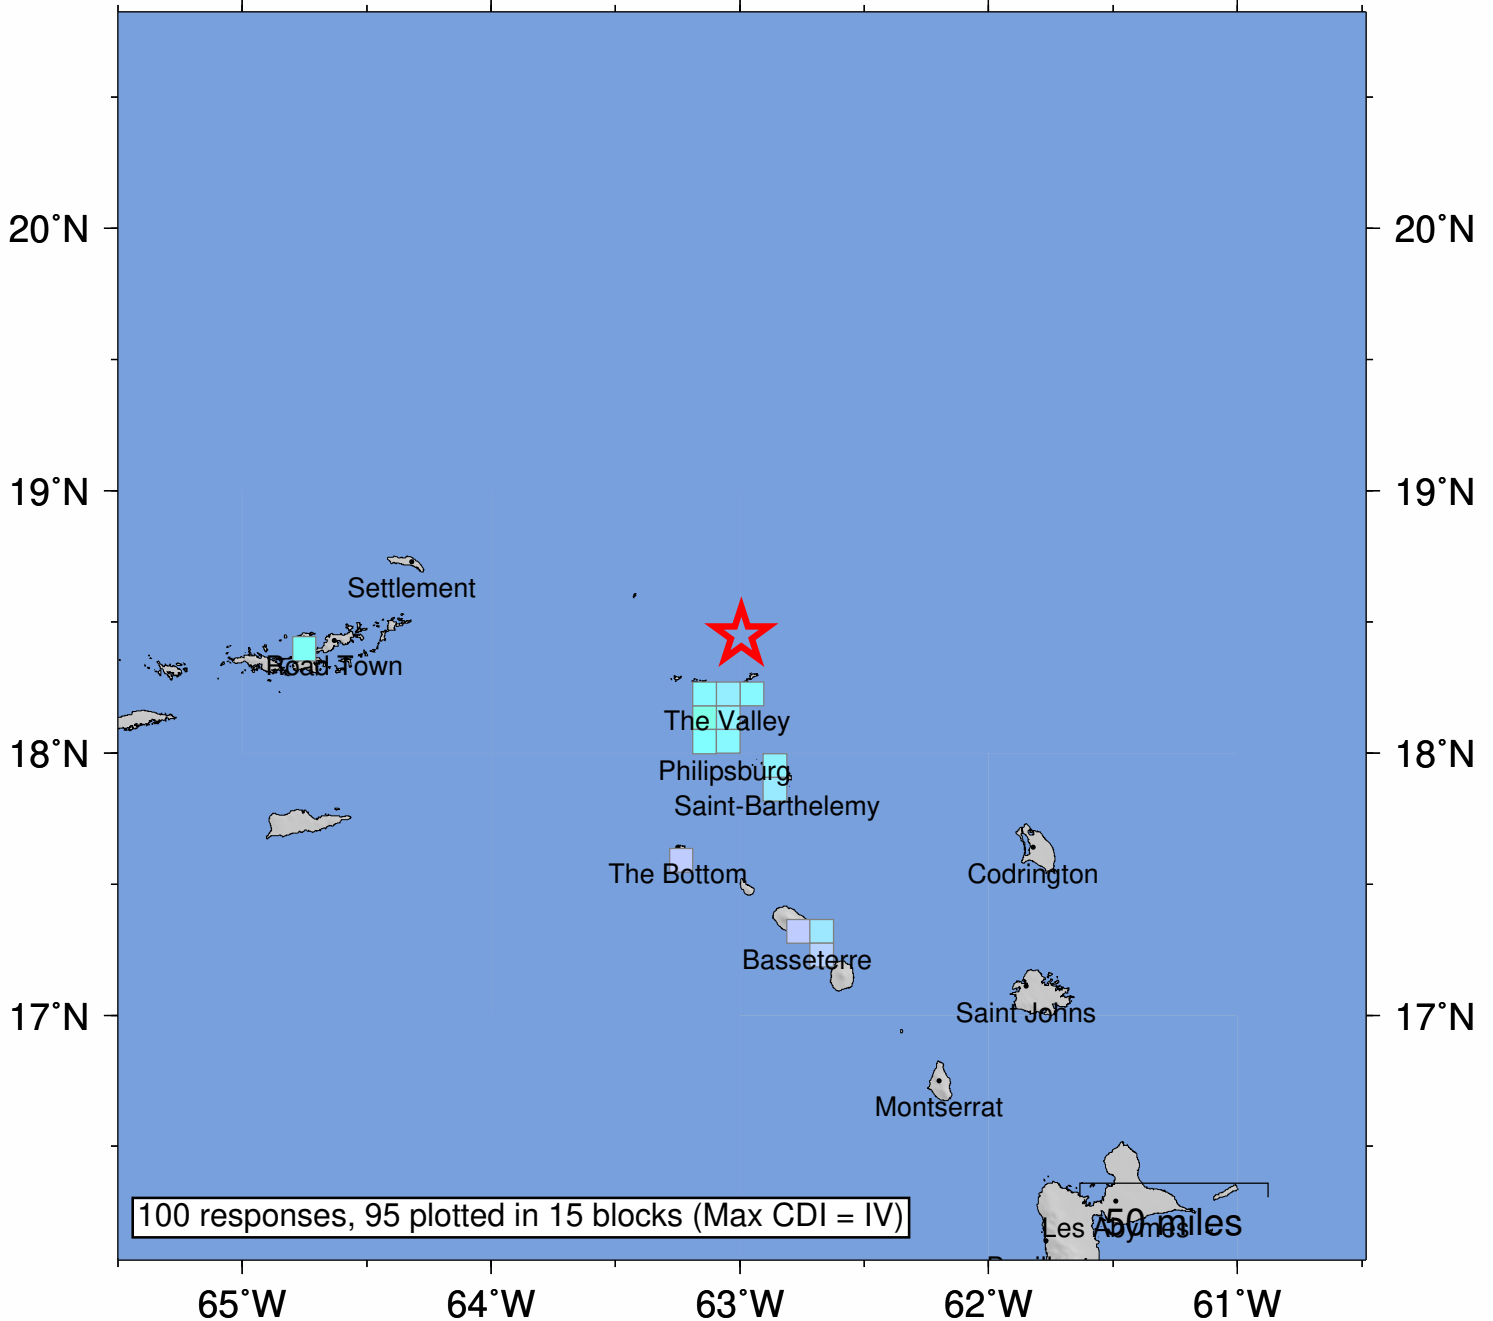 20˚N
20˚N
19˚N
19˚N
Settlement
Road Town
The Valley
18˚N
18˚N
Philipsburg
Saint-Barthelemy
The Bottom
Codrington
Basseterre
17˚N
17˚N
Saint Johns
Montserrat
100 responses, 95 plotted in 15 blocks (Max CDI = IV)
Les Abymes
50 miles
65˚W
64˚W
63˚W
62˚W
61˚W